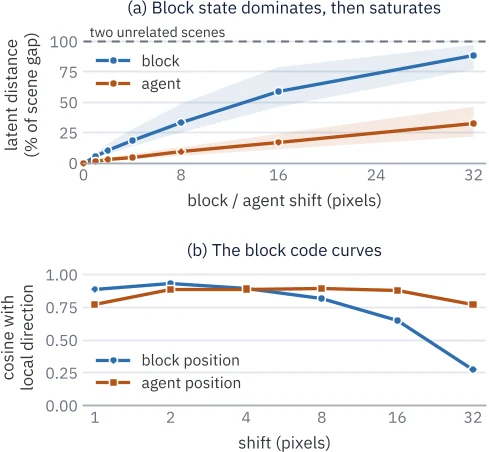 (a) Block state dominates, then saturates
two unrelated scenes
latent distance
(% of scene gap)
100
75
50
25
0
block
agent
0 8 16 24 32
block / agent shift (pixels)
(b) The block code curves
cosine with
local direction
1.00
0.75
0.50
0.25
0.00
block position
agent position
1 2 4 8 16 32
shift (pixels)